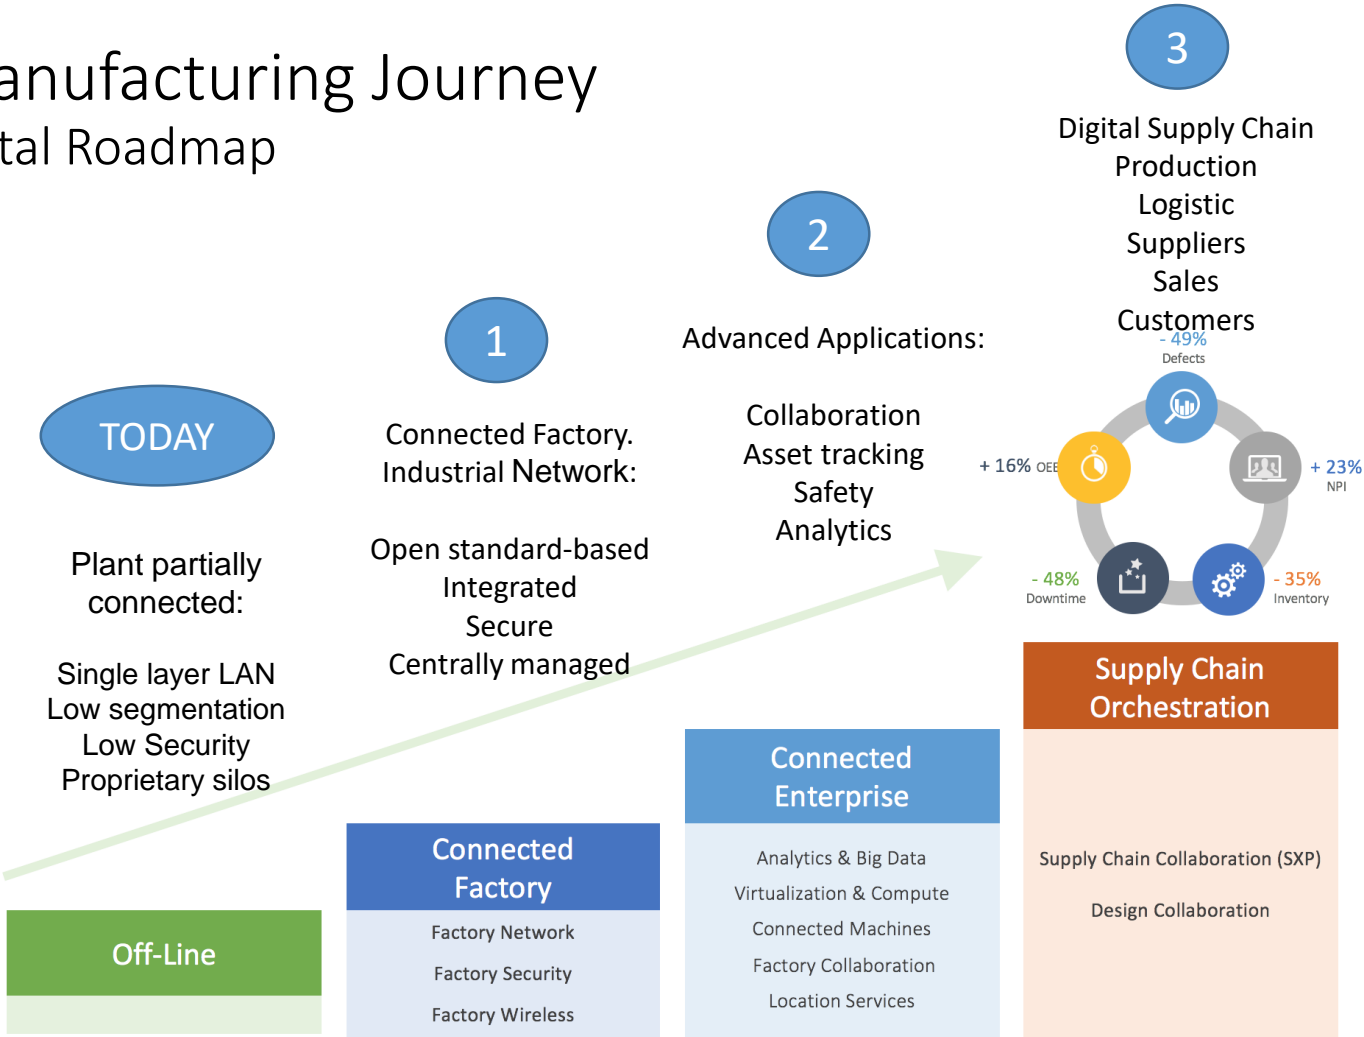 anufacturing Journey
tal Roadmap
TODAY
Plant partially
connected:
Single layer LAN
Low segmentation
Low Security
Proprietary silos
Off-Line
1
Connected Factory.
Industrial Network:
Open standard-based
Integrated
Secure
Centrally managed
Connected
Factory
Factory Network
Factory Security
Factory Wireless
2
Advanced Applications:
Collaboration
Asset tracking
Safety
Analytics
Connected
Enterprise
Analytics & Big Data
Virtualization & Compute
Connected Machines
Factory Collaboration
Location Services
3
Digital Supply Chain
Production
Logistic
Suppliers
Sales
Customers
- 49%
Defects
+ 16% OEE
+ 23%
NPI
- 48%
Downtime
- 35%
Inventory
Supply Chain
Orchestration
Supply Chain Collaboration (SXP)
Design Collaboration